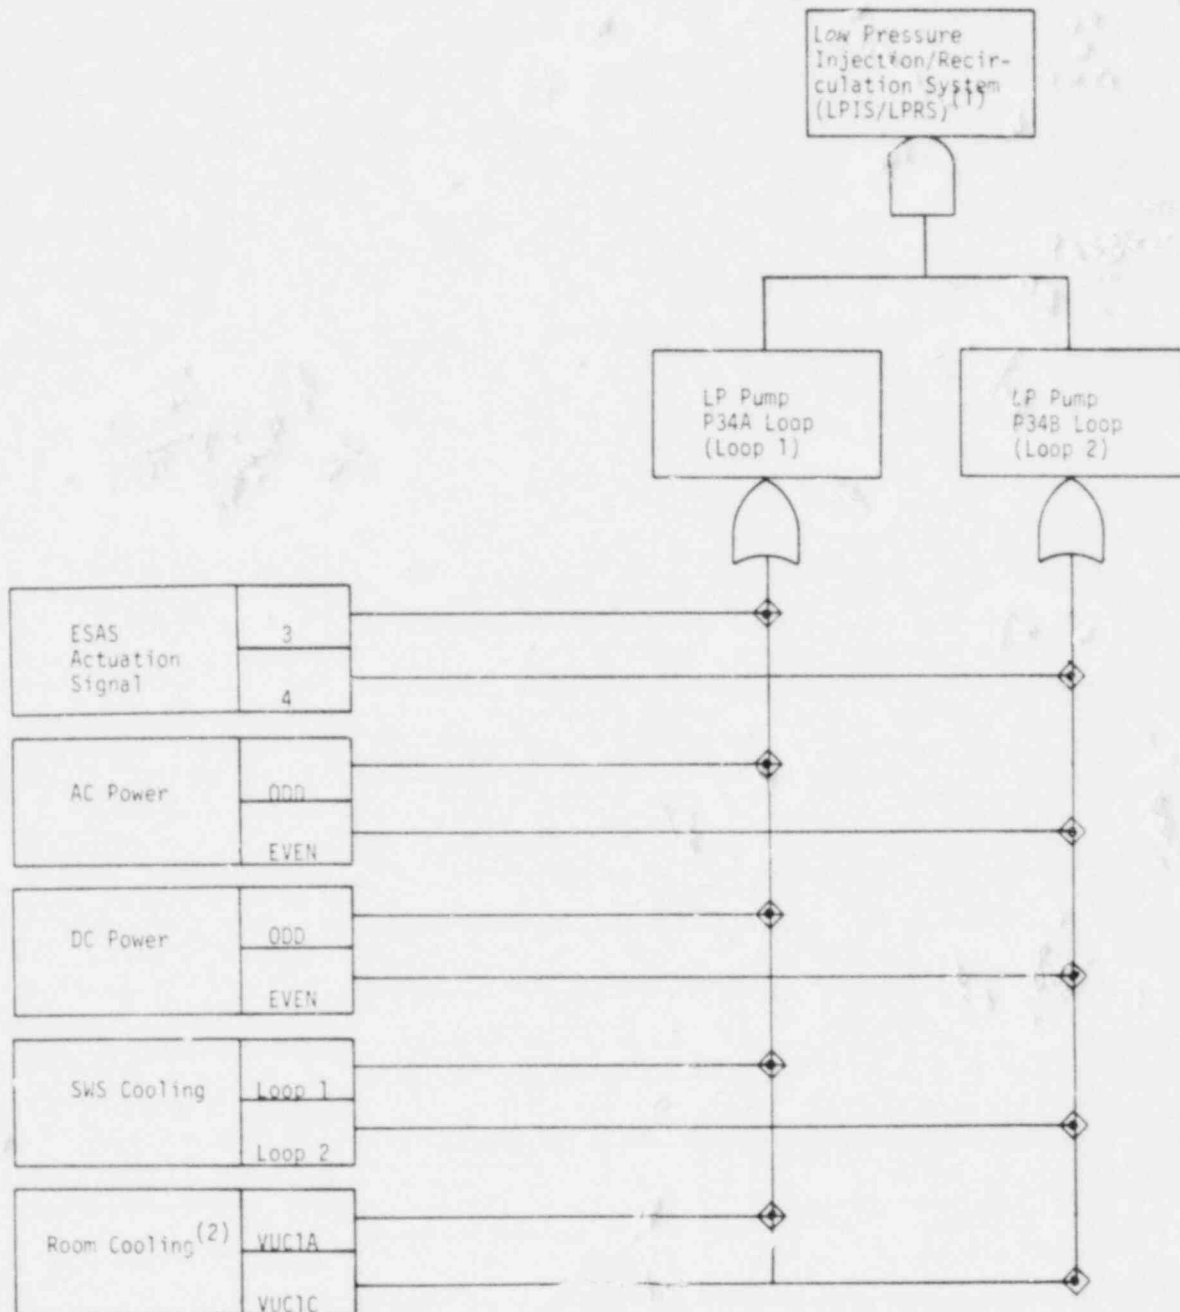 Low Pressure
Injection/Recir-
culation System
(LPIS/LPRS)(1)
LP Pump
P34A Loop
(Loop 1)
LP Pump
P34B Loop
(Loop 2)
ESAS
Actuation
Signal
3
4
AC Power
ODD
EVEN
DC Power
ODD
EVEN
SWS Cooling
Loop 1
Loop 2
Room Cooling(2)
VUC1A
VUC1C